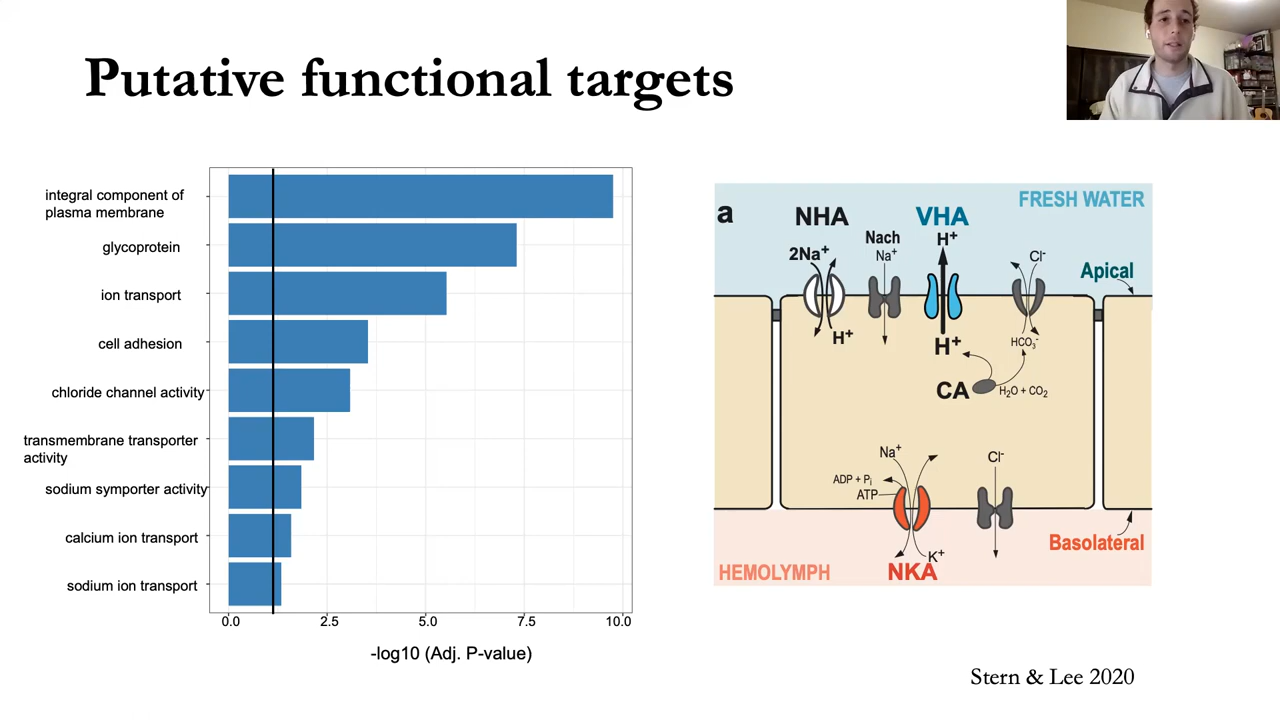 Putative functional targets
integral component of
plasma membrane
glycoprotein
ion transport
cell adhesion
chloride channel activity
transmembrane transporter
activity
sodium symporter activity
calcium ion transport
sodium ion transport
0.0 2.5 5.0 7.5 10.0
-log10 (Adj. P-value)
a
FRESH WATER
NHA
VHA
Nach
2Na⁺
Na⁺
H⁺
Cl⁻
Apical
H⁺
H⁺
HCO₃⁻
CA
H₂O + CO₂
Na⁺
Cl⁻
ADP + Pᵢ
ATP
Basolateral
K⁺
HEMOLYMPH
NKA
Stern & Lee 2020